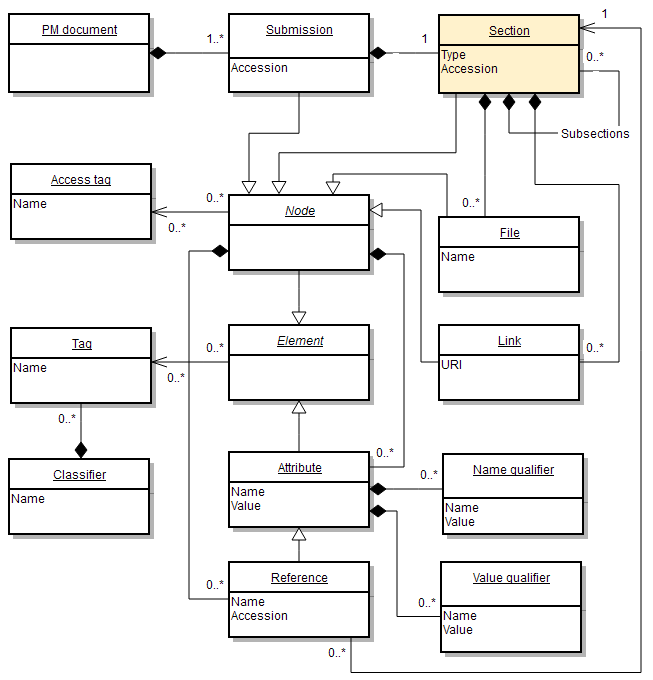 PM document
1..*
Submission
Accession
1
Section
Type
Accession
1
0..*
Subsections
Access tag
Name
0..*
0..*
Node
0..*
File
Name
Tag
Name
0..*
0..*
Element
Link
URI
0..*
0..*
Classifier
Name
Attribute
Name
Value
0..*
0..*
Name qualifier
Name
Value
0..*
Reference
Name
Accession
0..*
Value qualifier
Name
Value
0..*